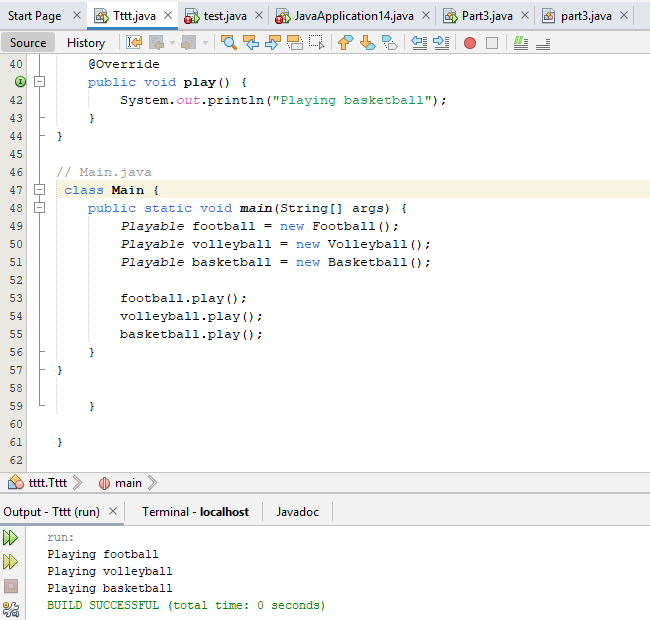 Start Page Tttt.java test.java JavaApplication14.java Part3.java part3.java
Source History
40 @Override
public void play() {
42 System.out.println("Playing basketball");
43 }
44 }
45
46 // Main.java
47 class Main {
48 public static void main(String[] args) {
49 Playable football = new Football();
50 Playable volleyball = new Volleyball();
51 Playable basketball = new Basketball();
52
53 football.play();
54 volleyball.play();
55 basketball.play();
56 }
57 }
58
59 }
60
61 }
62
tttt.Tttt main
Output - Tttt (run) Terminal - localhost Javadoc
run:
Playing football
Playing volleyball
Playing basketball
BUILD SUCCESSFUL (total time: 0 seconds)